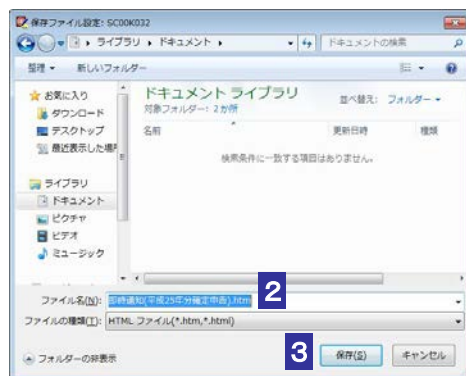 保存ファイル設定: SC00K032
ライブラリ ▸ ドキュメント ▸
ドキュメントの検索
整理 ▾ 新しいフォルダー
お気に入り
ダウンロード
デスクトップ
最近表示した場所
ライブラリ
ドキュメント
ピクチャ
ビデオ
ミュージック
ドキュメント ライブラリ
対象フォルダー: 2 か所
並べ替え: フォルダー ▾
名前 更新日時 種類
検索条件に一致する項目はありません。
ファイル名(N): 即時通知(平成25年分確定申告).htm
2
ファイルの種類(T): HTML ファイル(*.htm,*.html)
フォルダーの非表示
3
保存(S) キャンセル